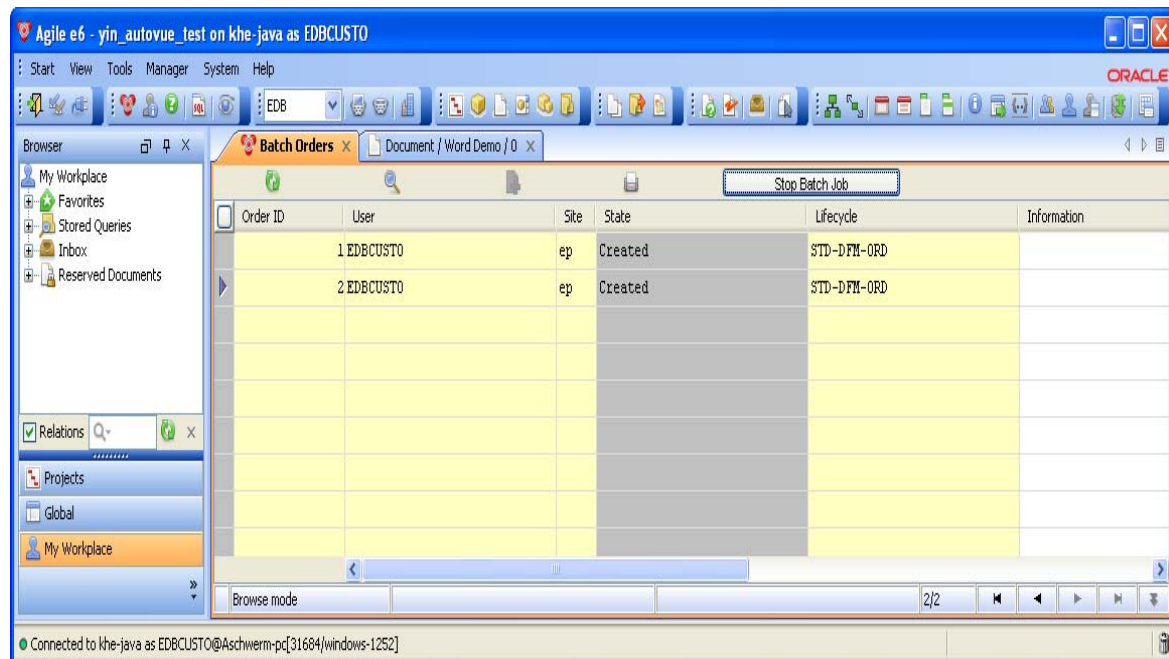 Agile e6 - yin_autovue_test on khe-java as EDBCUSTO
Start View Tools Manager System Help
ORACLE
SQL
EDB
Browser
Batch Orders
Document / Word Demo / 0
My Workplace
Favorites
Stored Queries
Inbox
Reserved Documents
Stop Batch Job
Order ID User Site State Lifecycle Information
1 EDBCUSTO ep Created STD-DFM-ORD
2 EDBCUSTO ep Created STD-DFM-ORD
Relations
Projects
Global
My Workplace
Browse mode 2/2
Connected to khe-java as EDBCUSTO@Aschwerm-pc[31684/windows-1252]